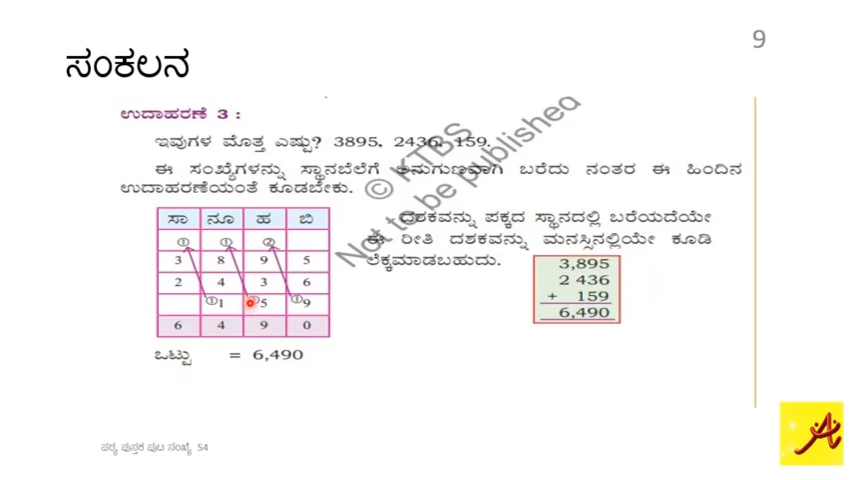 9
ಸಂಕಲನ
ಉದಾಹರಣೆ 3 :
ಇವುಗಳ ಮೊತ್ತ ಎಷ್ಟು? 3895, 2436, 159.
ಈ ಸಂಖ್ಯೆಗಳನ್ನು ಸ್ಥಾನಬೆಲೆಗೆ ಅನುಗುಣವಾಗಿ ಬರೆದು ನಂತರ ಈ ಹಿಂದಿನ
ಉದಾಹರಣೆಯಂತೆ ಕೂಡಬೇಕು.
ಸಾ ನೂ ಹ ಬಿ
① ① ②
3 8 9 5
2 4 3 6
① 1 5 ② 9
6 4 9 0
ಒಟ್ಟು = 6,490
ದಶಕವನ್ನು ಪಕ್ಕದ ಸ್ಥಾನದಲ್ಲಿ ಬರೆಯದೆಯೇ
ಈ ರೀತಿ ದಶಕವನ್ನು ಮನಸ್ಸಿನಲ್ಲಿಯೇ ಕೂಡಿ
ಲೆಕ್ಕಮಾಡಬಹುದು.
3,895
2 436
+ 159
6,490
© KTBS
Not to be published
ಪಠ್ಯ ಪುಸ್ತಕ ಪುಟ ಸಂಖ್ಯೆ 54